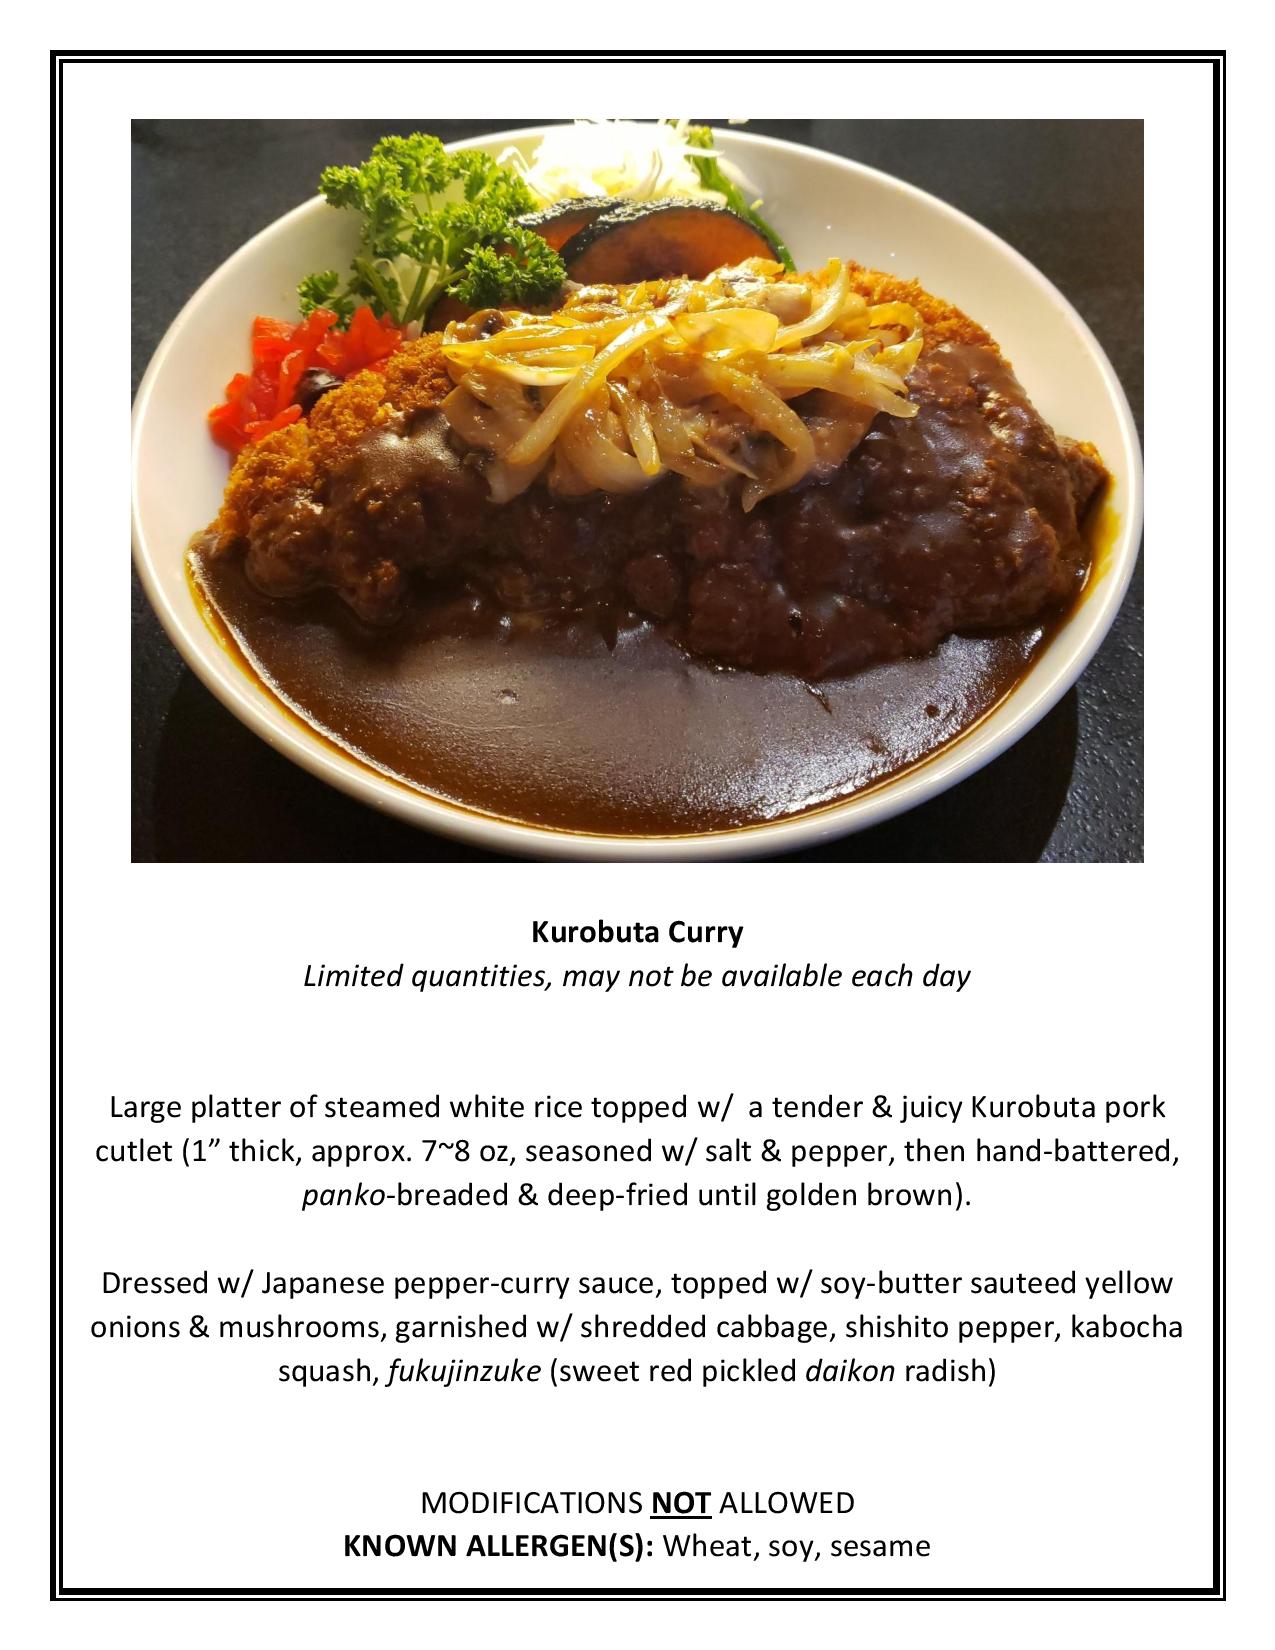 Kurobuta Curry
Limited quantities, may not be available each day
Large platter of steamed white rice topped w/  a tender & juicy Kurobuta pork
cutlet (1” thick, approx. 7~8 oz, seasoned w/ salt & pepper, then hand-battered,
panko-breaded & deep-fried until golden brown).
Dressed w/ Japanese pepper-curry sauce, topped w/ soy-butter sauteed yellow
onions & mushrooms, garnished w/ shredded cabbage, shishito pepper, kabocha
squash, fukujinzuke (sweet red pickled daikon radish)
MODIFICATIONS NOT ALLOWED
KNOWN ALLERGEN(S): Wheat, soy, sesame